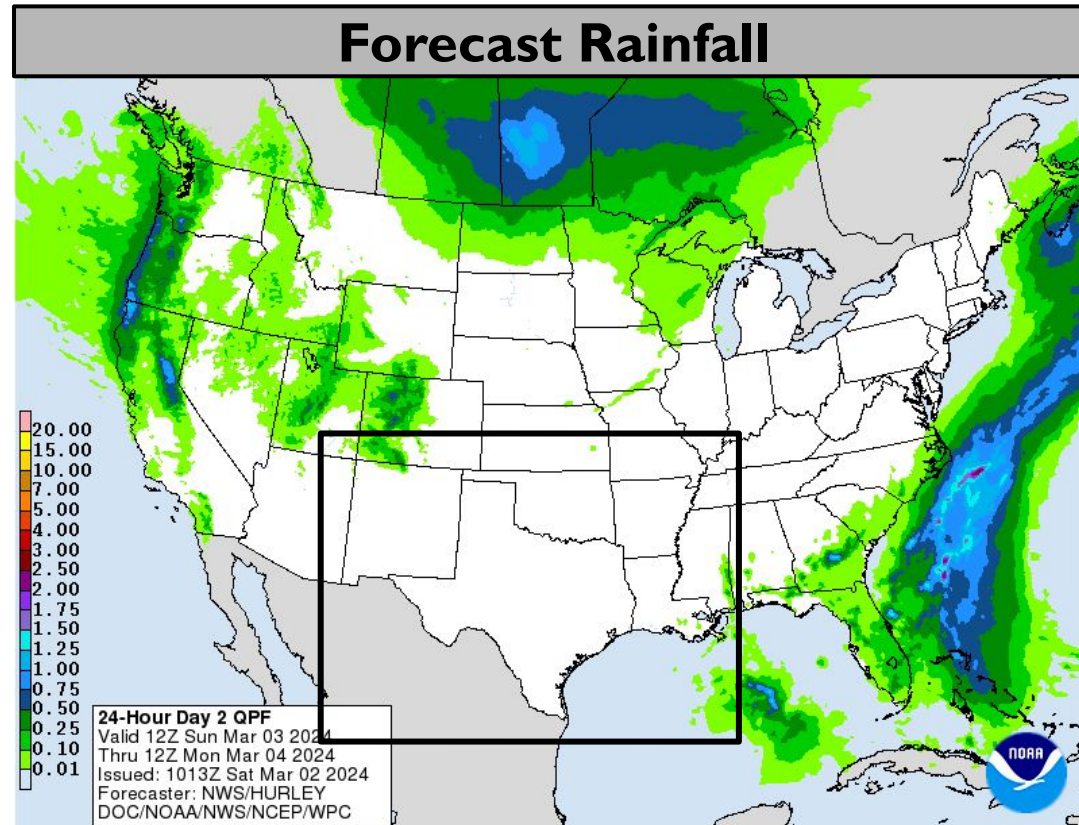 Forecast Rainfall
20.00
15.00
10.00
7.00
5.00
4.00
3.00
2.50
2.00
1.75
1.50
1.25
1.00
0.75
0.50
0.25
0.10
0.01
24-Hour Day 2 QPF
Valid 12Z Sun Mar 03 2024
Thru 12Z Mon Mar 04 2024
Issued: 1013Z Sat Mar 02 2024
Forecaster: NWS/HURLEY
DOC/NOAA/NWS/NCEP/WPC
NOAA